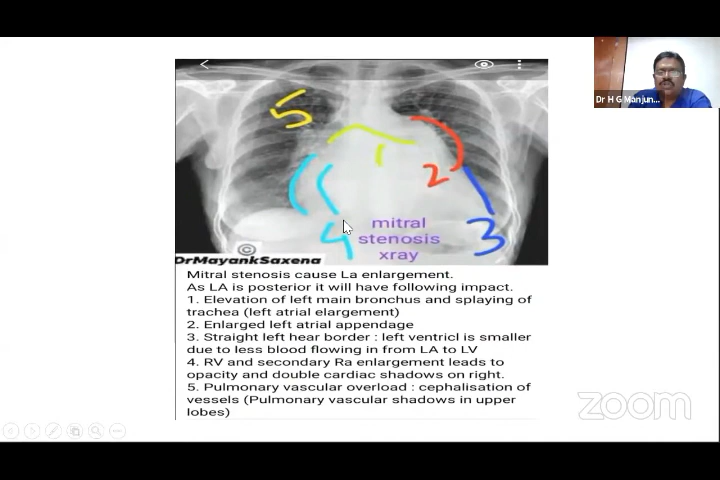 5
1
2
3
4
mitral
stenosis
xray
©
DrMayankSaxena
Dr H G Manjun...
Mitral stenosis cause La enlargement.
As LA is posterior it will have following impact.
1. Elevation of left main bronchus and splaying of
trachea (left atrial elargement)
2. Enlarged left atrial appendage
3. Straight left hear border : left ventricl is smaller
due to less blood flowing in from LA to LV
4. RV and secondary Ra enlargement leads to
opacity and double cardiac shadows on right.
5. Pulmonary vascular overload : cephalisation of
vessels (Pulmonary vascular shadows in upper
lobes)
zoom